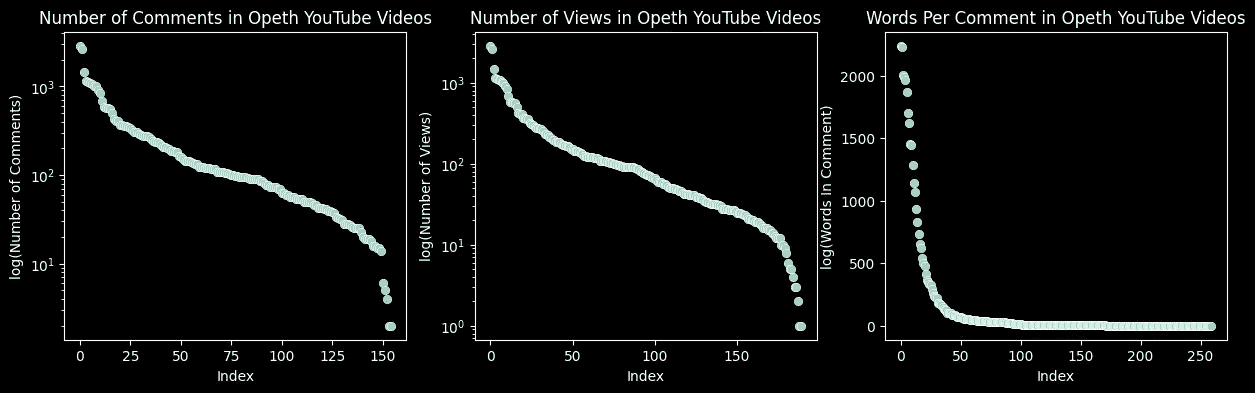 Number of Comments in Opeth YouTube Videos
log(Number of Comments)
10³
10²
10¹
0 25 50 75 100 125 150
Index
Number of Views in Opeth YouTube Videos
log(Number of Views)
10³
10²
10¹
10⁰
0 50 100 150
Index
Words Per Comment in Opeth YouTube Videos
log(Words In Comment)
2000
1500
1000
500
0
0 50 100 150 200 250
Index